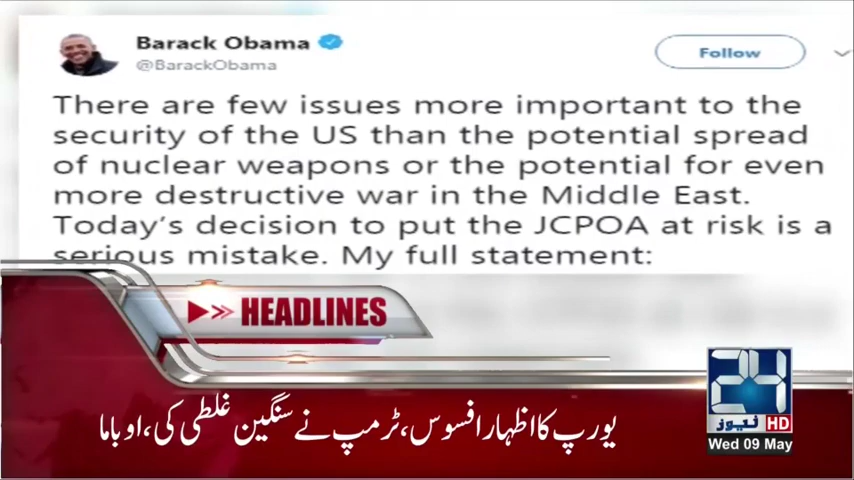 Barack Obama
@BarackObama
Follow
There are few issues more important to the
security of the US than the potential spread
of nuclear weapons or the potential for even
more destructive war in the Middle East.
Today's decision to put the JCPOA at risk is a
serious mistake. My full statement:
HEADLINES
یورپ کا اظہار افسوس، ٹرمپ نے سنگین غلطی کی، اوباما
24
نیوز HD
Wed 09 May